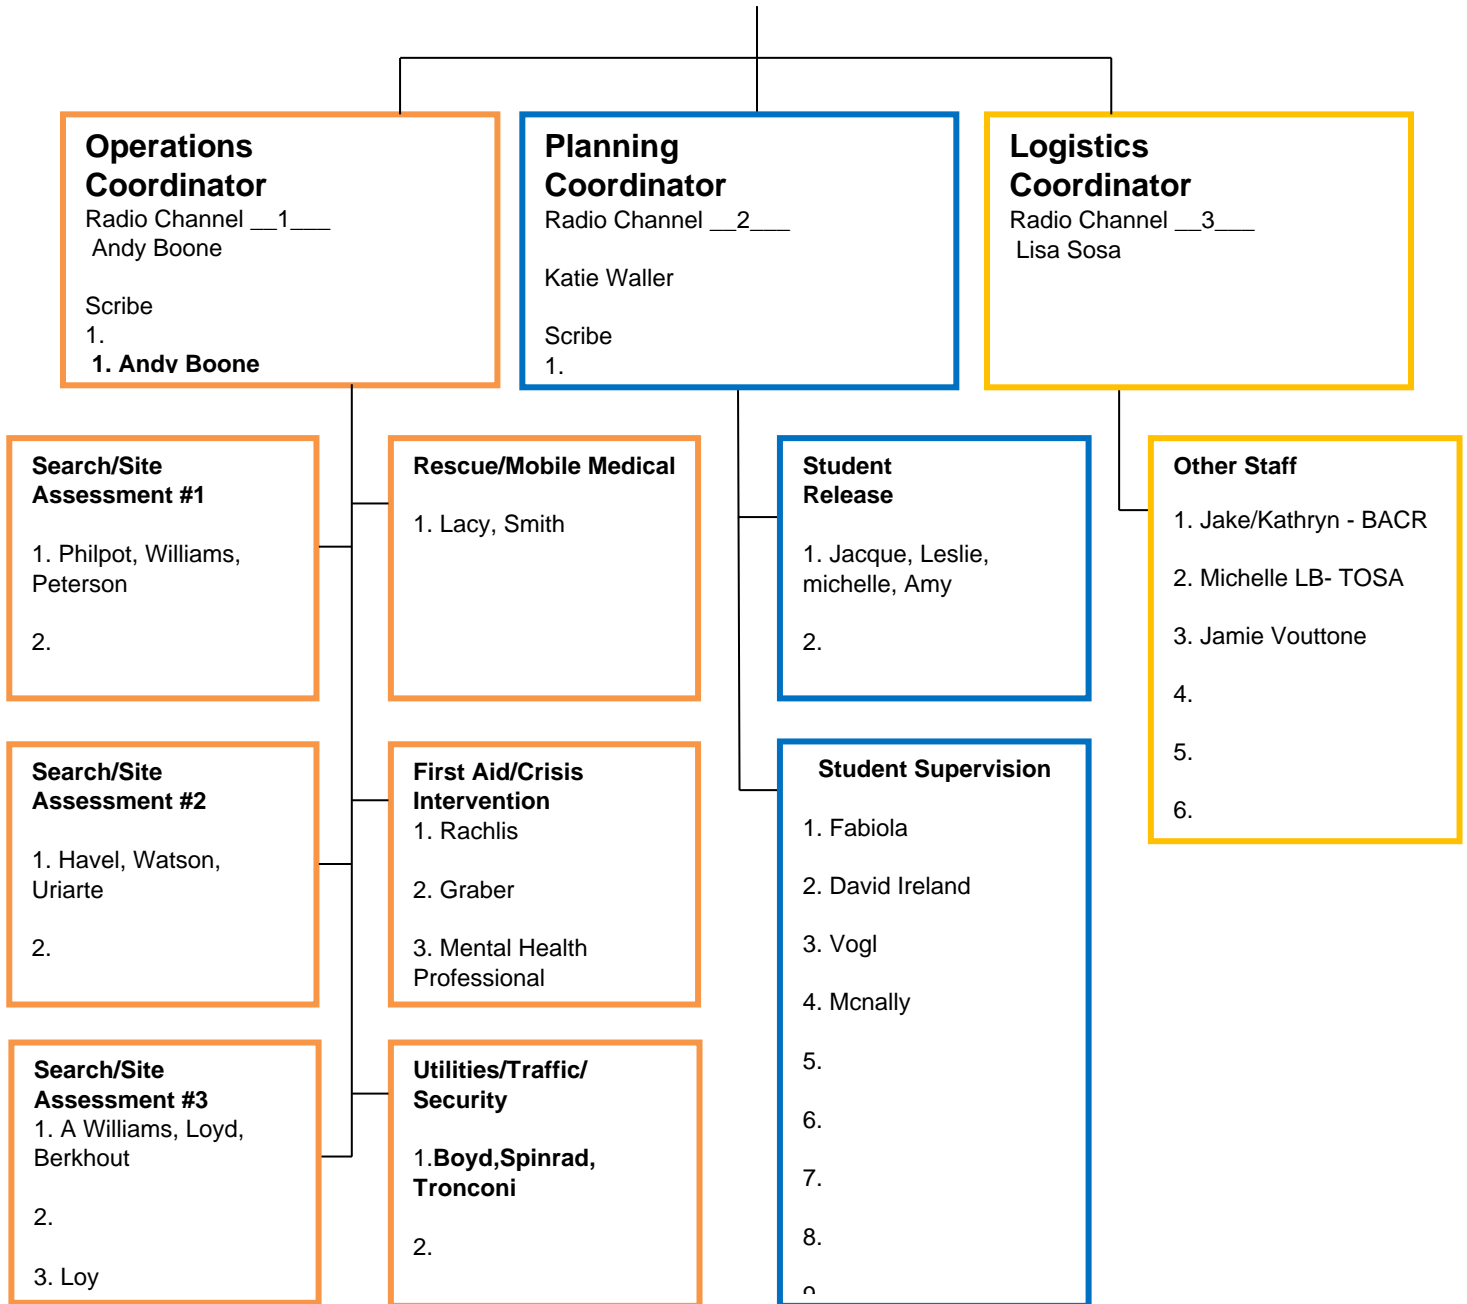 Operations
Coordinator
Radio Channel __1___
Andy Boone
Scribe
1.
1. Andy Boone
Planning
Coordinator
Radio Channel __2___
Katie Waller
Scribe
1.
Logistics
Coordinator
Radio Channel __3___
Lisa Sosa
Search/Site
Assessment #1
1. Philpot, Williams,
Peterson
2.
Rescue/Mobile Medical
1. Lacy, Smith
Student
Release
1. Jacque, Leslie,
michelle, Amy
2.
Other Staff
1. Jake/Kathryn - BACR
2. Michelle LB- TOSA
3. Jamie Vouttone
4.
5.
6.
Search/Site
Assessment #2
1. Havel, Watson,
Uriarte
2.
First Aid/Crisis
Intervention
1. Rachlis
2. Graber
3. Mental Health
Professional
Student Supervision
1. Fabiola
2. David Ireland
3. Vogl
4. Mcnally
5.
6.
7.
8.
Search/Site
Assessment #3
1. A Williams, Loyd,
Berkhout
2.
3. Loy
Utilities/Traffic/
Security
1.Boyd,Spinrad,
Tronconi
2.